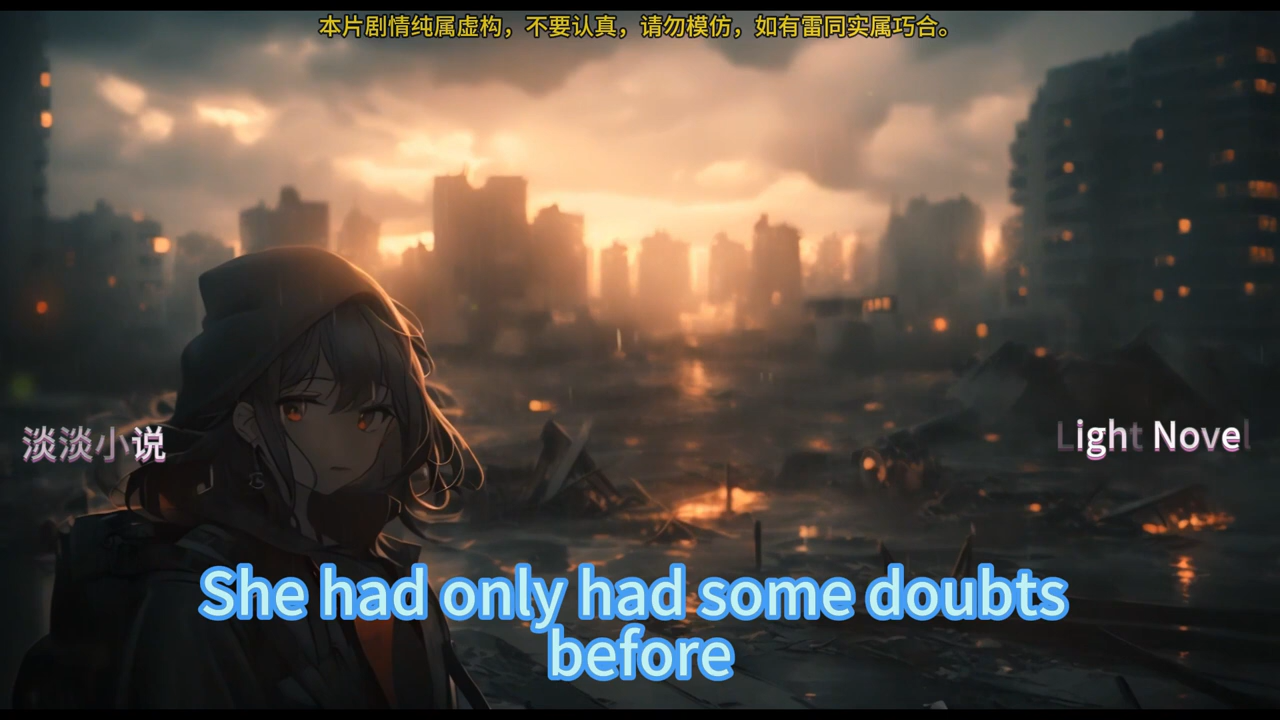 本片剧情纯属虚构，不要认真，请勿模仿，如有雷同实属巧合。
淡淡小说
Light Novel
She had only had some doubts
before